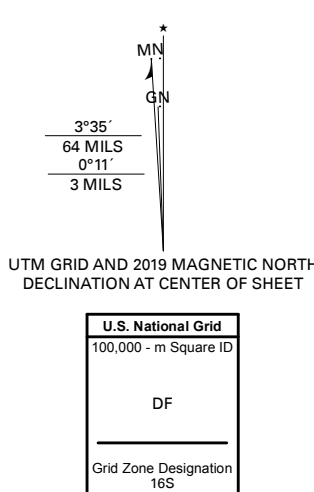 ★
MN
GN
3°35´
64 MILS
0°11´
3 MILS
UTM GRID AND 2019 MAGNETIC NORTH
DECLINATION AT CENTER OF SHEET
U.S. National Grid
100,000 - m Square ID
DF
Grid Zone Designation
16S